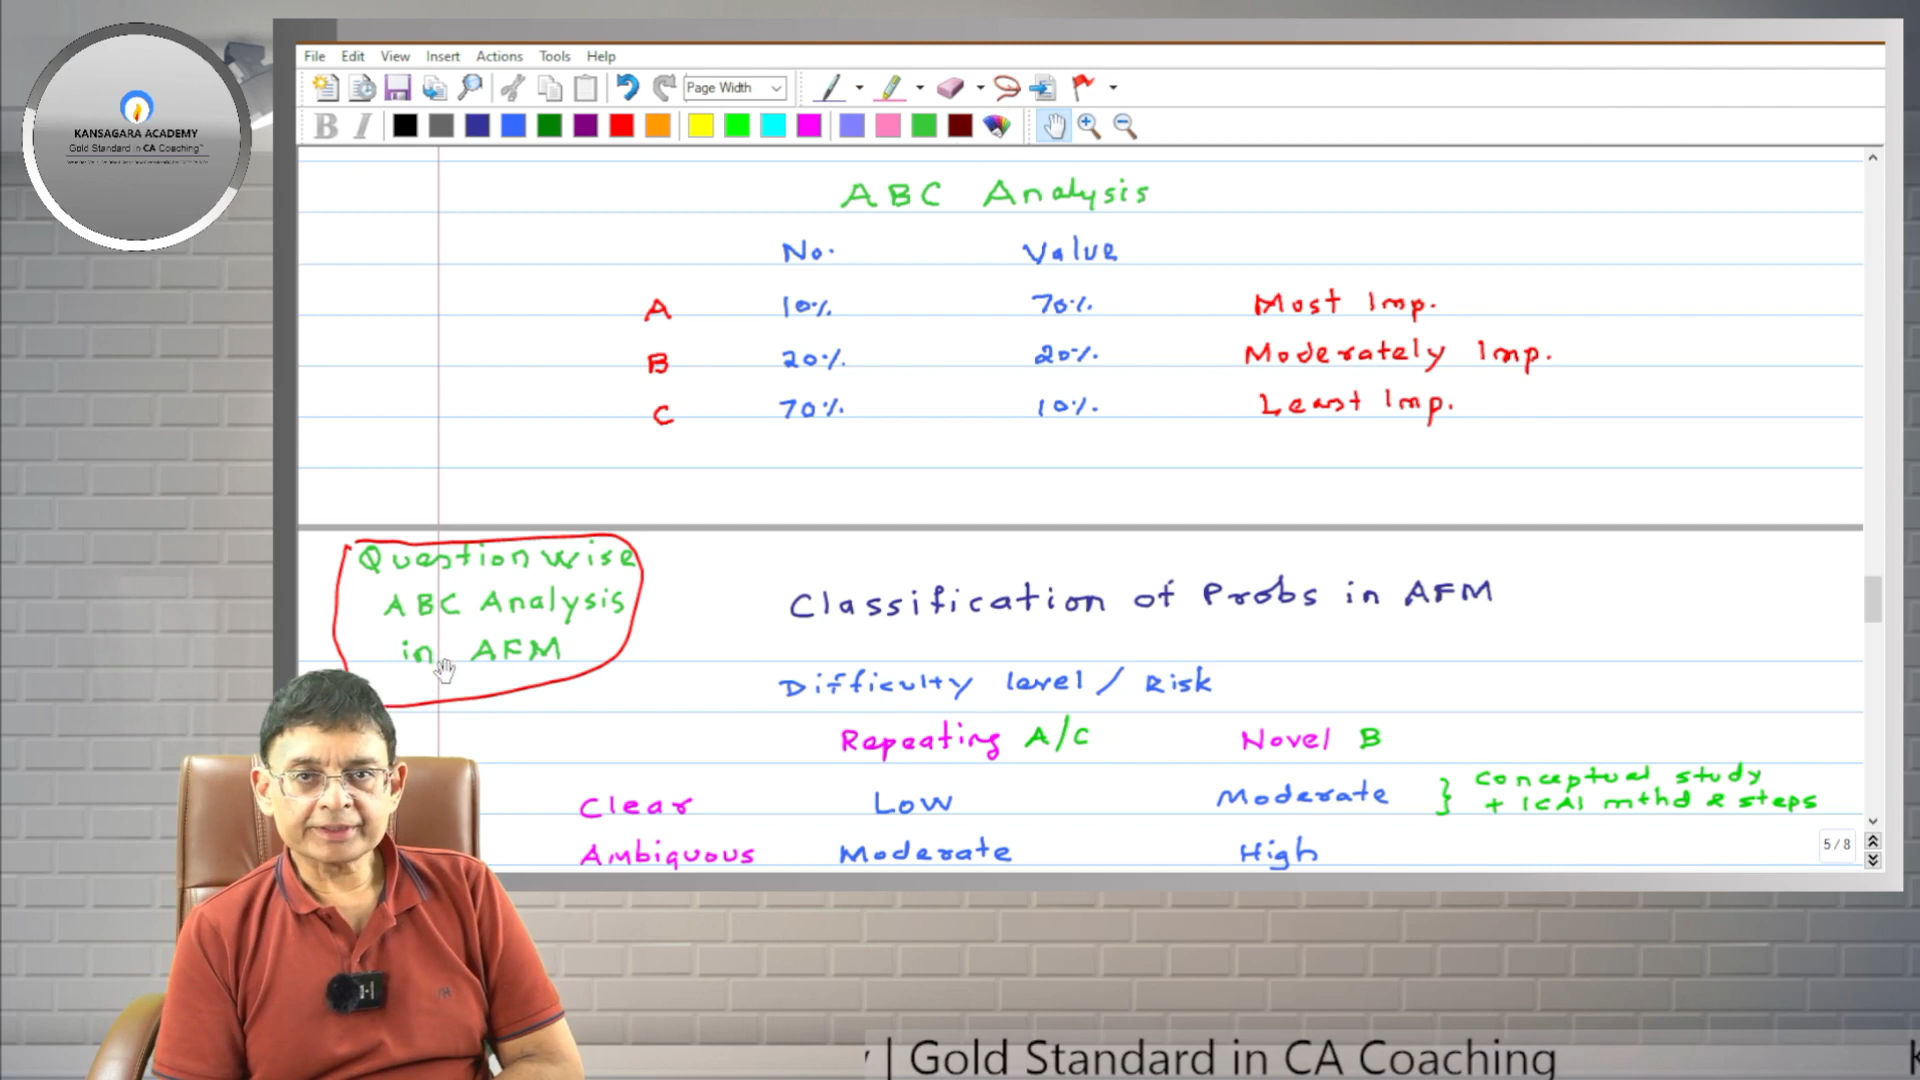 KANSAGARA ACADEMY
Gold Standard in CA Coaching™
File Edit View Insert Actions Tools Help
Page Width
B I
ABC Analysis
No. Value
A 10% 70% Most Imp.
B 20% 20% Moderately Imp.
C 70% 10% Least Imp.
Questionwise
ABC Analysis
in AFM
Classification of Probs in AFM
Difficulty level / Risk
Repeating A/C Novel B
Clear Low Moderate } Conceptual study
+ ICAI mthd & steps
Ambiguous Moderate High
5 / 8
| Gold Standard in CA Coaching